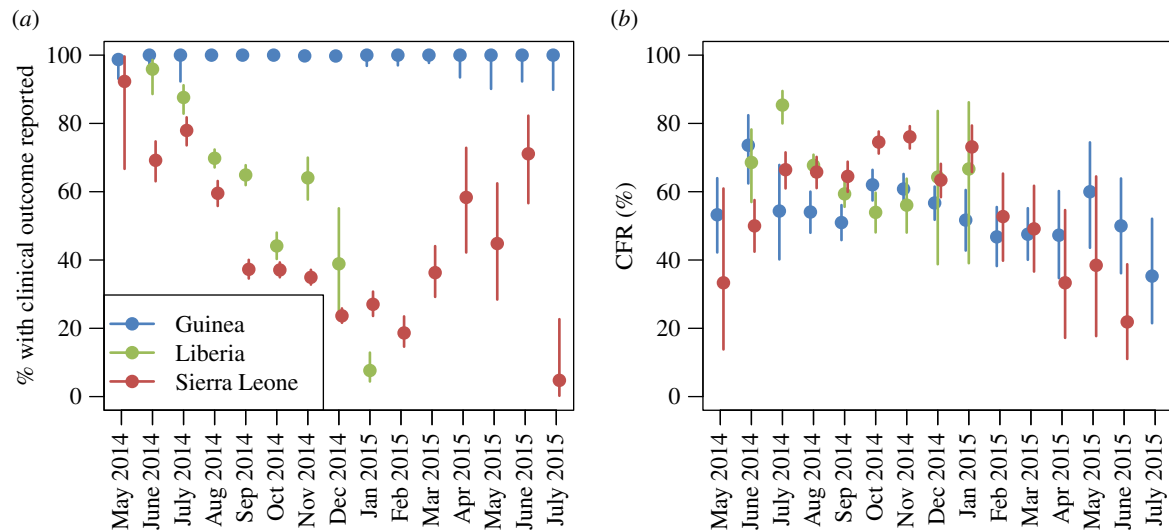 (a)
% with clinical outcome reported
100
80
60
40
20
0
Guinea
Liberia
Sierra Leone
May 2014
June 2014
July 2014
Aug 2014
Sep 2014
Oct 2014
Nov 2014
Dec 2014
Jan 2015
Feb 2015
Mar 2015
Apr 2015
May 2015
June 2015
July 2015
(b)
CFR (%)
100
80
60
40
20
0
May 2014
June 2014
July 2014
Aug 2014
Sep 2014
Oct 2014
Nov 2014
Dec 2014
Jan 2015
Feb 2015
Mar 2015
Apr 2015
May 2015
June 2015
July 2015